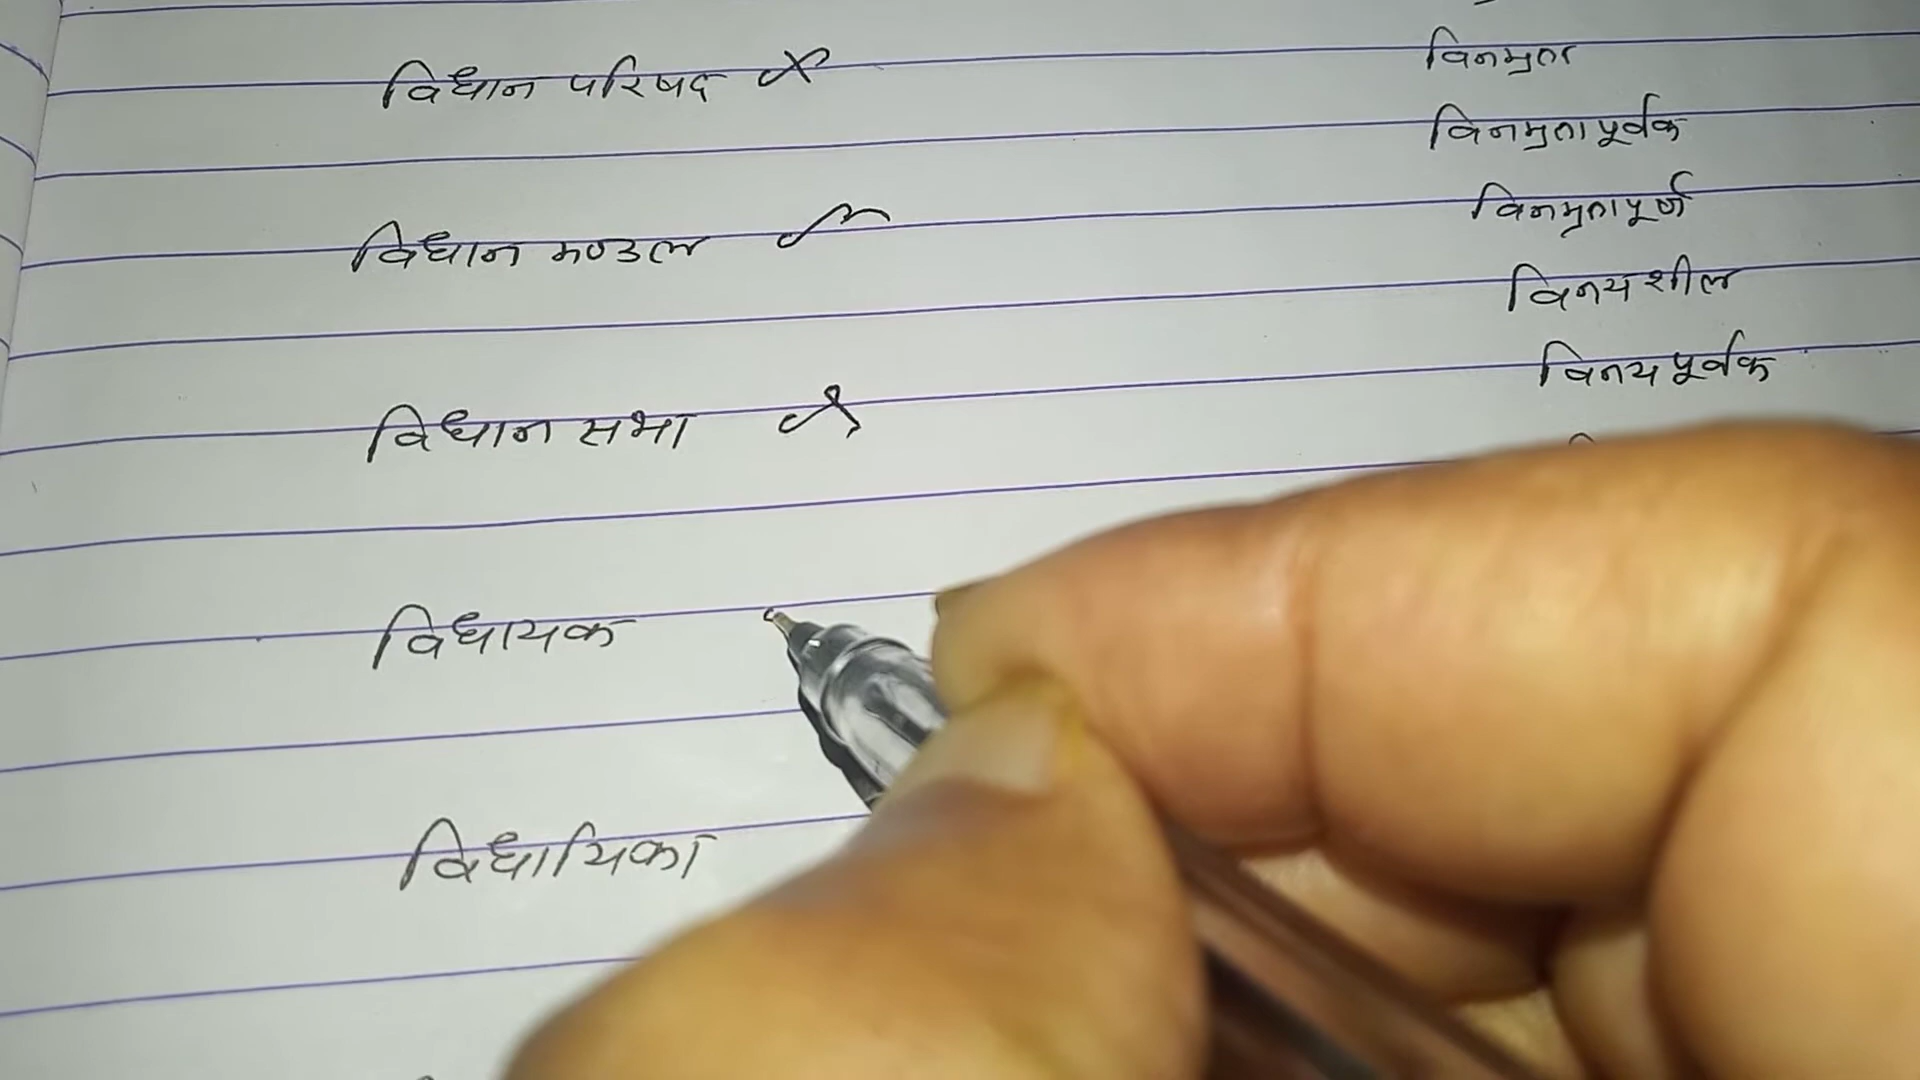 विधान परिषद
विधान मण्डल
विधान सभा
विधायक
विधायिका
विनम्रता
विनम्रतापूर्वक
विनम्रतापूर्ण
विनयशील
विनयपूर्वक